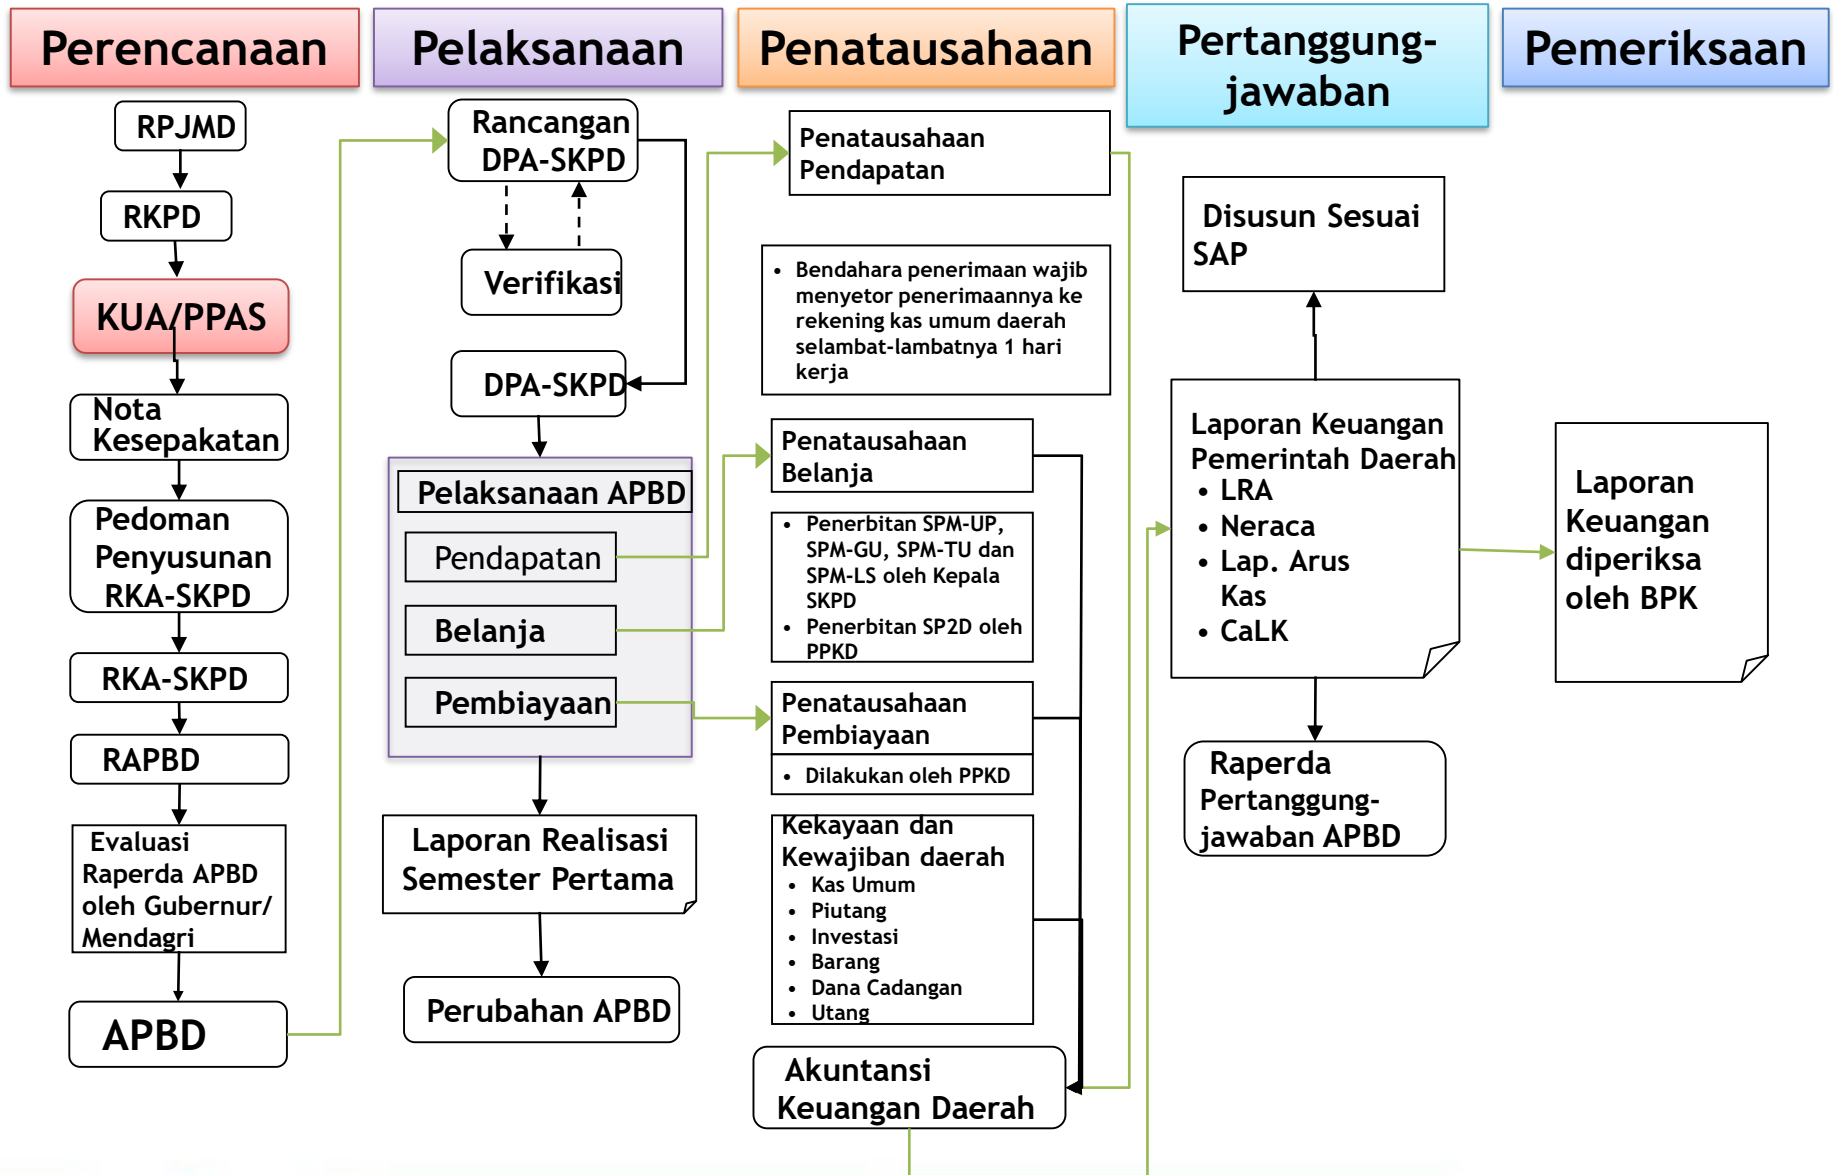 Perencanaan
RPJMD
RKPD
KUA/PPAS
Nota
Kesepakatan
Pedoman
Penyusunan
RKA-SKPD
RKA-SKPD
RAPBD
Evaluasi
Raperda APBD
oleh Gubernur/
Mendagri
APBD
Pelaksanaan
Rancangan
DPA-SKPD
Verifikasi
DPA-SKPD
Pelaksanaan APBD
Pendapatan
Belanja
Pembiayaan
Laporan Realisasi
Semester Pertama
Perubahan APBD
Penatausahaan
Penatausahaan
Pendapatan
• Bendahara penerimaan wajib
menyetor penerimaannya ke
rekening kas umum daerah
selambat-lambatnya 1 hari
kerja
Penatausahaan
Belanja
• Penerbitan SPM-UP,
SPM-GU, SPM-TU dan
SPM-LS oleh Kepala
SKPD
• Penerbitan SP2D oleh
PPKD
Penatausahaan
Pembiayaan
• Dilakukan oleh PPKD
Kekayaan dan
Kewajiban daerah
• Kas Umum
• Piutang
• Investasi
• Barang
• Dana Cadangan
• Utang
Akuntansi
Keuangan Daerah
Pertanggung-
jawaban
Disusun Sesuai
SAP
Laporan Keuangan
Pemerintah Daerah
• LRA
• Neraca
• Lap. Arus
Kas
• CaLK
Raperda
Pertanggung-
jawaban APBD
Pemeriksaan
Laporan
Keuangan
diperiksa
oleh BPK